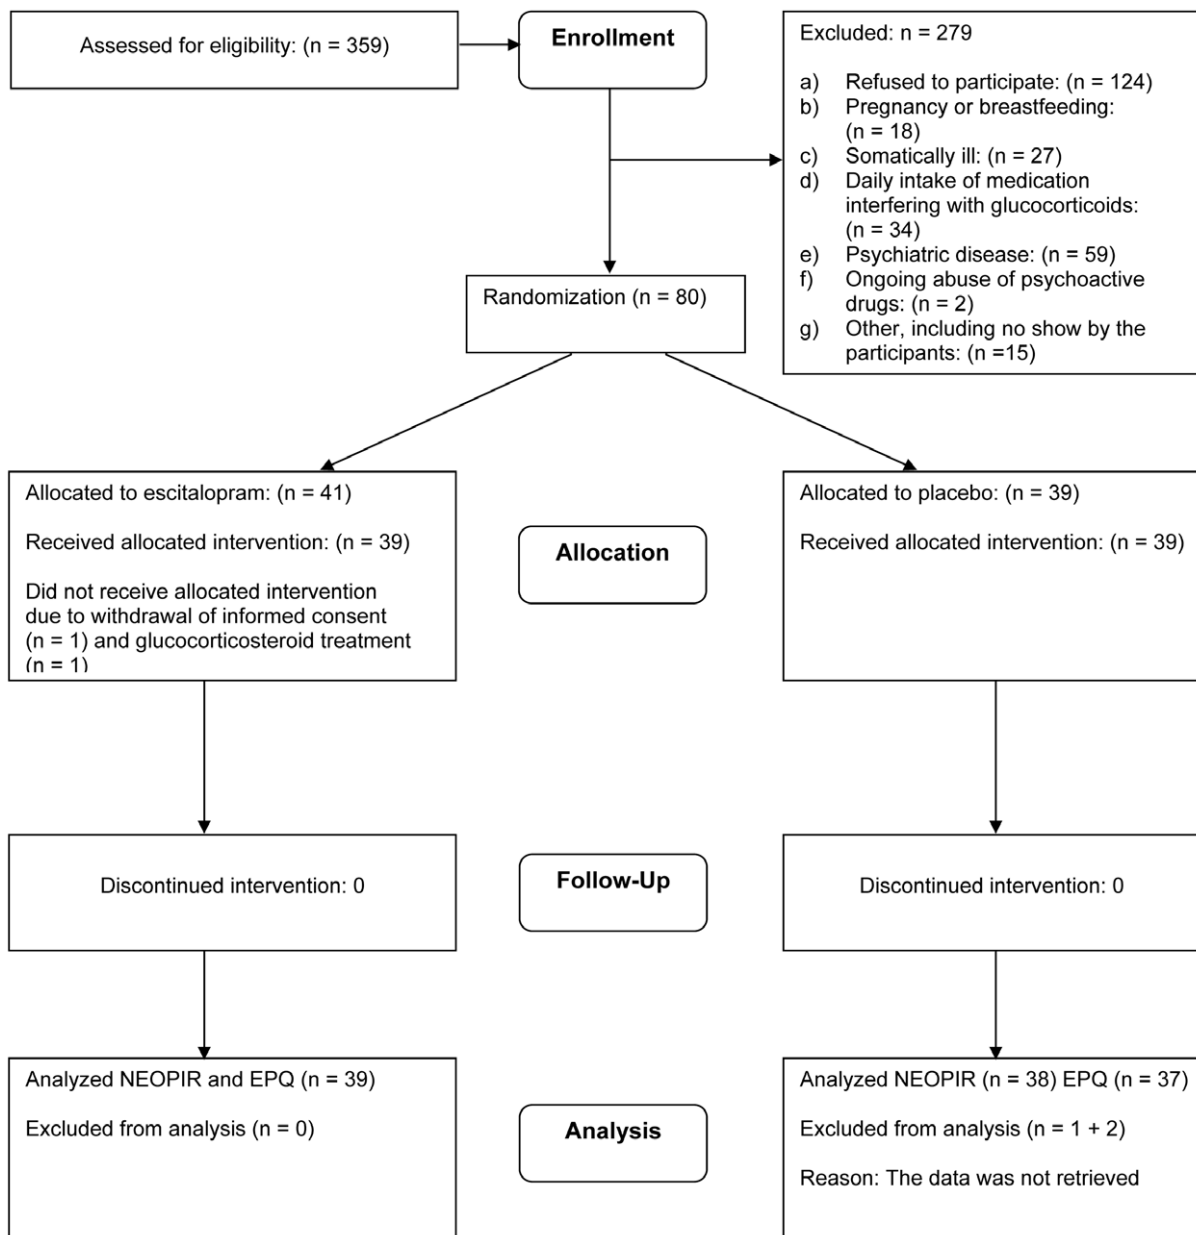 Assessed for eligibility: (n = 359)
Enrollment
Excluded: n = 279
a) Refused to participate: (n = 124)
b) Pregnancy or breastfeeding:
(n = 18)
c) Somatically ill: (n = 27)
d) Daily intake of medication
interfering with glucocorticoids:
(n = 34)
e) Psychiatric disease: (n = 59)
f) Ongoing abuse of psychoactive
drugs: (n = 2)
g) Other, including no show by the
participants: (n =15)
Randomization (n = 80)
Allocated to escitalopram: (n = 41)
Received allocated intervention: (n = 39)
Did not receive allocated intervention
due to withdrawal of informed consent
(n = 1) and glucocorticosteroid treatment
(n = 1)
Allocation
Allocated to placebo: (n = 39)
Received allocated intervention: (n = 39)
Discontinued intervention: 0
Follow-Up
Discontinued intervention: 0
Analyzed NEOPIR and EPQ (n = 39)
Excluded from analysis (n = 0)
Analysis
Analyzed NEOPIR (n = 38) EPQ (n = 37)
Excluded from analysis (n = 1 + 2)
Reason: The data was not retrieved